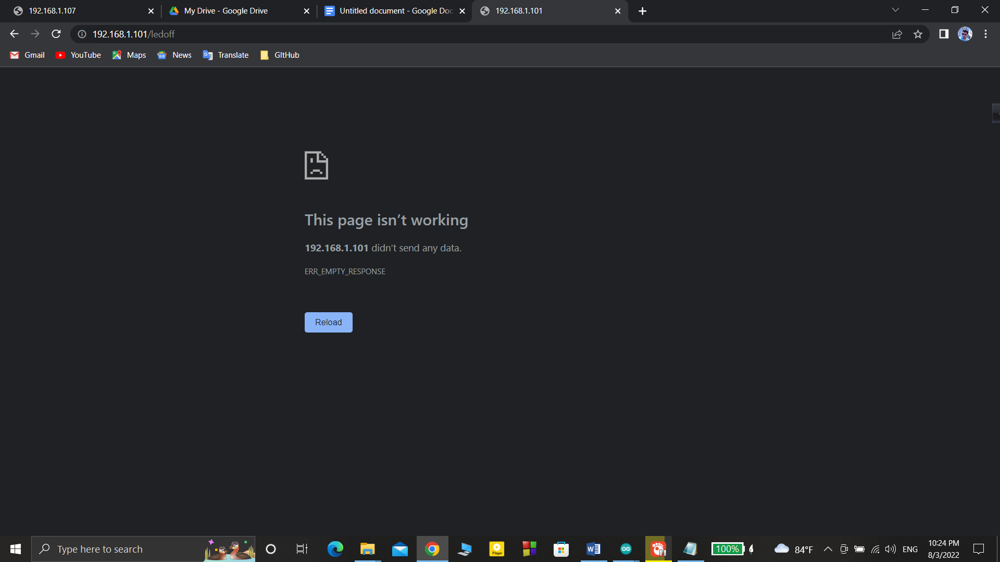 192.168.1.107
My Drive - Google Drive
Untitled document - Google Doc
192.168.1.101
192.168.1.101/ledoff
Gmail
YouTube
Maps
News
Translate
GItHub
This page isn’t working
192.168.1.101 didn’t send any data.
ERR_EMPTY_RESPONSE
Reload
Type here to search
100%
84°F
ENG
10:24 PM
8/3/2022